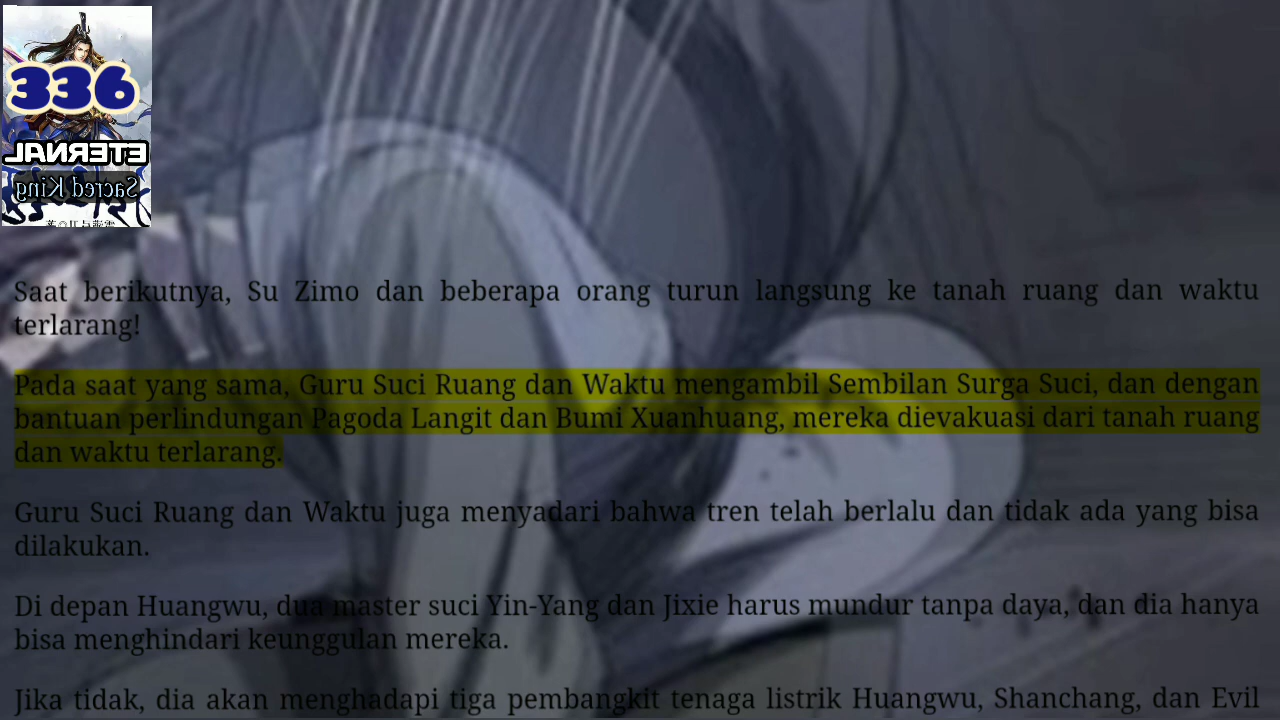 336
ETERNAL
Sacred King
Saat berikutnya, Su Zimo dan beberapa orang turun langsung ke tanah ruang dan waktu
terlarang!
Pada saat yang sama, Guru Suci Ruang dan Waktu mengambil Sembilan Surga Suci, dan dengan
bantuan perlindungan Pagoda Langit dan Bumi Xuanhuang, mereka dievakuasi dari tanah ruang
dan waktu terlarang.
Guru Suci Ruang dan Waktu juga menyadari bahwa tren telah berlalu dan tidak ada yang bisa
dilakukan.
Di depan Huangwu, dua master suci Yin-Yang dan Jixie harus mundur tanpa daya, dan dia hanya
bisa menghindari keunggulan mereka.
Jika tidak, dia akan menghadapi tiga pembangkit tenaga listrik Huangwu, Shanchang, dan Evil